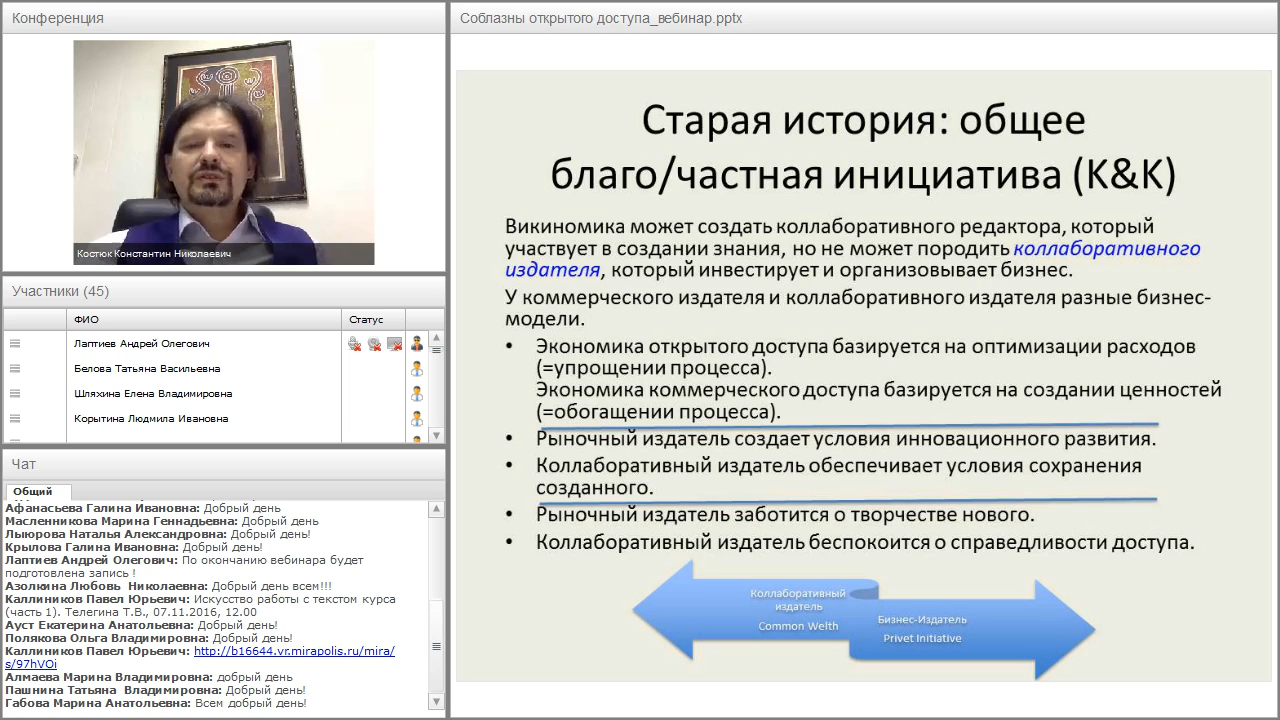 Конференция
Костюк Константин Николаевич
Участники (45)
ФИО
Статус
Лаптиев Андрей Олегович
Белова Татьяна Васильевна
Шляхина Елена Владимировна
Корытина Людмила Ивановна
Чат
Общий
Афанасьева Галина Ивановна: Добрый день
Масленникова Марина Геннадьевна: Добрый день
Лыюрова Наталья Александровна: Добрый день!
Крылова Галина Ивановна: Добрый день!
Лаптиев Андрей Олегович: По окончанию вебинара будет
подготовлена запись !
Азолкина Любовь Николаевна: Добрый день всем!!!
Каллиников Павел Юрьевич: Искусство работы с текстом курса
(часть 1). Телегина Т.В., 07.11.2016, 12.00
Ауст Екатерина Анатольевна: Добрый день!
Полякова Ольга Владимировна: Добрый день!
Каллиников Павел Юрьевич: http://b16644.vr.mirapolis.ru/mira/
s/97hVOi
Алмаева Марина Владимировна: добрый день
Пашнина Татьяна Владимировна: Добрый день!
Габова Марина Анатольевна: Всем добрый день!
Соблазны открытого доступа_вебинар.pptx
Старая история: общее
благо/частная инициатива (K&K)
Викиномика может создать коллаборативного редактора, который
участвует в создании знания, но не может породить коллаборативного
издателя, который инвестирует и организовывает бизнес.
У коммерческого издателя и коллаборативного издателя разные бизнес-
модели.
• Экономика открытого доступа базируется на оптимизации расходов
(=упрощении процесса).
Экономика коммерческого доступа базируется на создании ценностей
(=обогащении процесса).
• Рыночный издатель создает условия инновационного развития.
• Коллаборативный издатель обеспечивает условия сохранения
созданного.
• Рыночный издатель заботится о творчестве нового.
• Коллаборативный издатель беспокоится о справедливости доступа.
Коллаборативный
издатель
Common Welth
Бизнес-Издатель
Privet Initiative